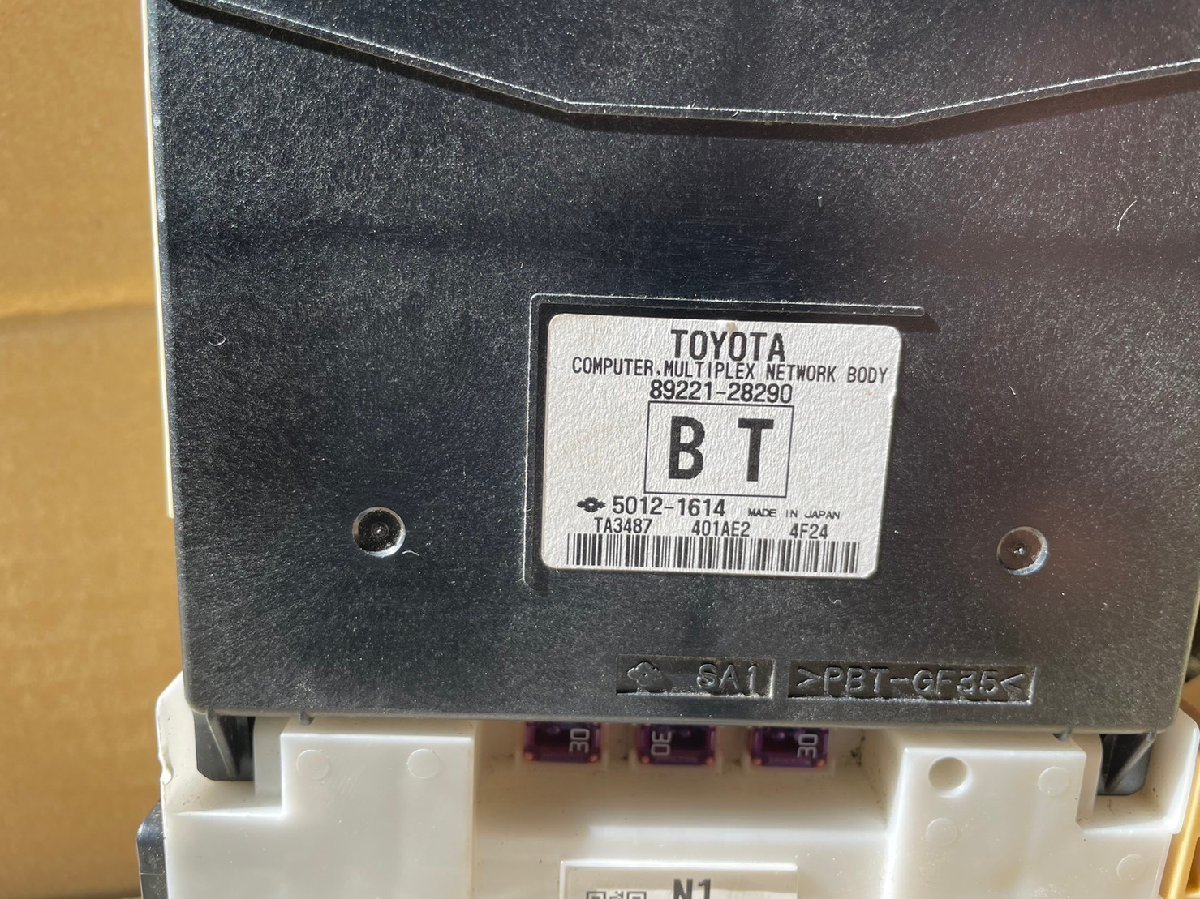 TOYOTA
COMPUTER.MULTIPLEX NETWORK BODY
89221-28290
BT
5012-1614 MADE IN JAPAN
TA3487 401AE2 4F24
SA1 >PBT-GF35<
30 30 30
N1